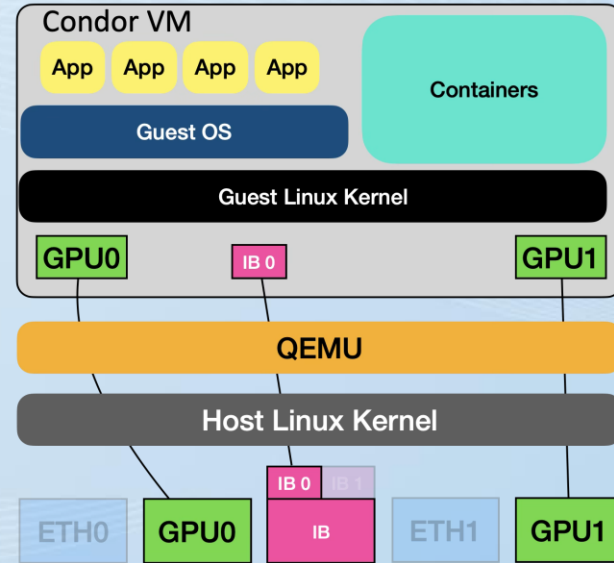 Condor VM
App App App App
Containers
Guest OS
Guest Linux Kernel
GPU0 IB 0 GPU1
QEMU
Host Linux Kernel
IB 0 IB 1
ETH0 GPU0 IB ETH1 GPU1